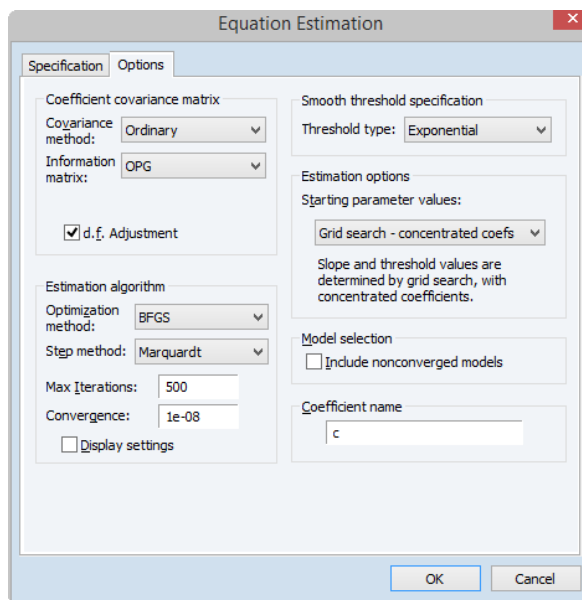 Equation Estimation
Specification
Options
Coefficient covariance matrix
Covariance
method:
Ordinary
Information
matrix:
OPG
d.f. Adjustment
Estimation algorithm
Optimization
method:
BFGS
Step method:
Marquardt
Max Iterations:
500
Convergence:
1e-08
Display settings
Smooth threshold specification
Threshold type:
Exponential
Estimation options
Starting parameter values:
Grid search - concentrated coefs
Slope and threshold values are
determined by grid search, with
concentrated coefficients.
Model selection
Include nonconverged models
Coefficient name
c
OK
Cancel